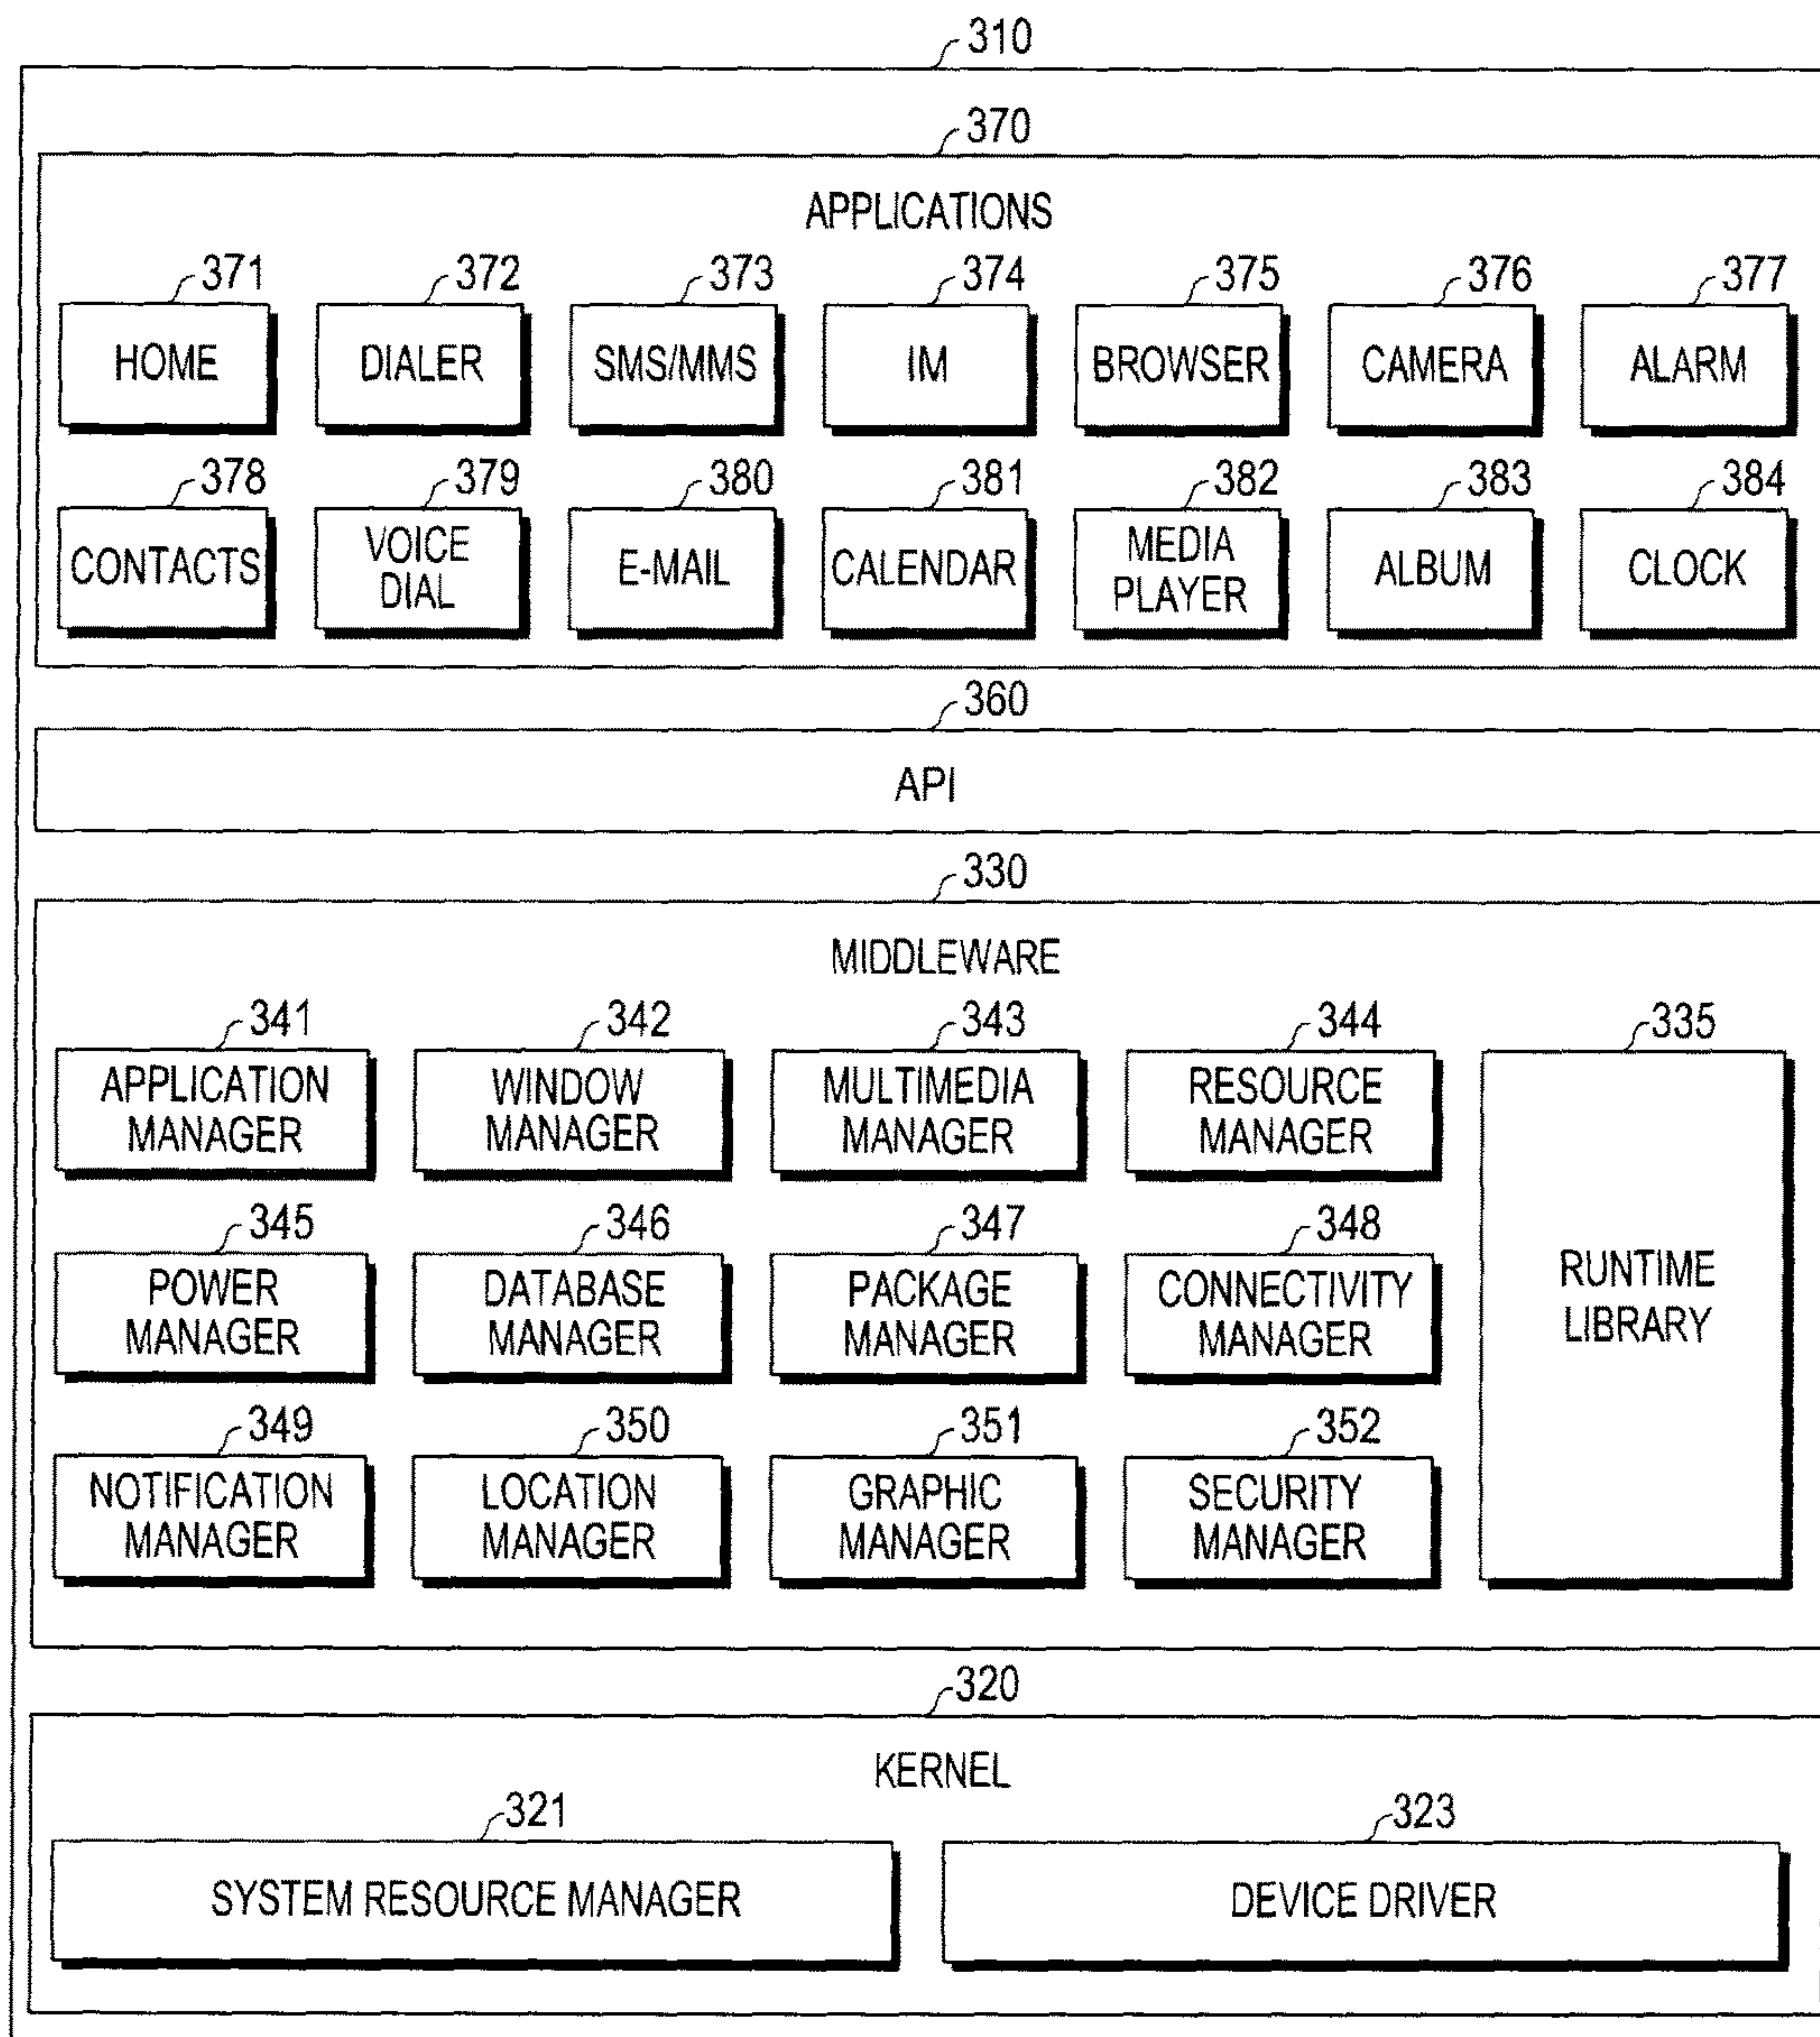 310
370
APPLICATIONS
371 372 373 374 375 376 377
HOME DIALER SMS/MMS IM BROWSER CAMERA ALARM
378 379 380 381 382 383 384
CONTACTS VOICE DIAL E-MAIL CALENDAR MEDIA PLAYER ALBUM CLOCK
360
API
330
MIDDLEWARE
341 342 343 344 335
APPLICATION MANAGER WINDOW MANAGER MULTIMEDIA MANAGER RESOURCE MANAGER
345 346 347 348
POWER MANAGER DATABASE MANAGER PACKAGE MANAGER CONNECTIVITY MANAGER RUNTIME LIBRARY
349 350 351 352
NOTIFICATION MANAGER LOCATION MANAGER GRAPHIC MANAGER SECURITY MANAGER
320
KERNEL
321 323
SYSTEM RESOURCE MANAGER DEVICE DRIVER